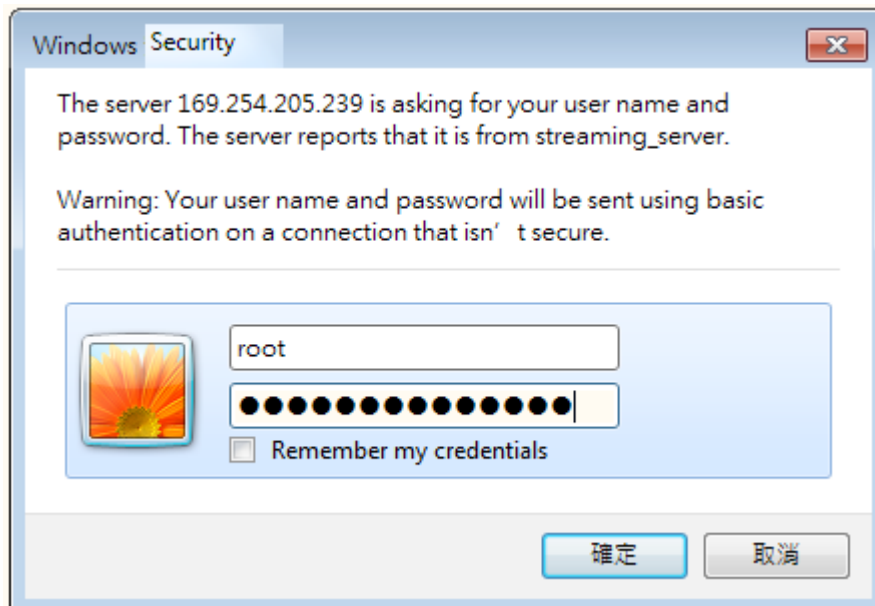 Windows Security
The server 169.254.205.239 is asking for your user name and
password. The server reports that it is from streaming_server.
Warning: Your user name and password will be sent using basic
authentication on a connection that isn’ t secure.
root
●●●●●●●●●●●●●●
Remember my credentials
確定
取消